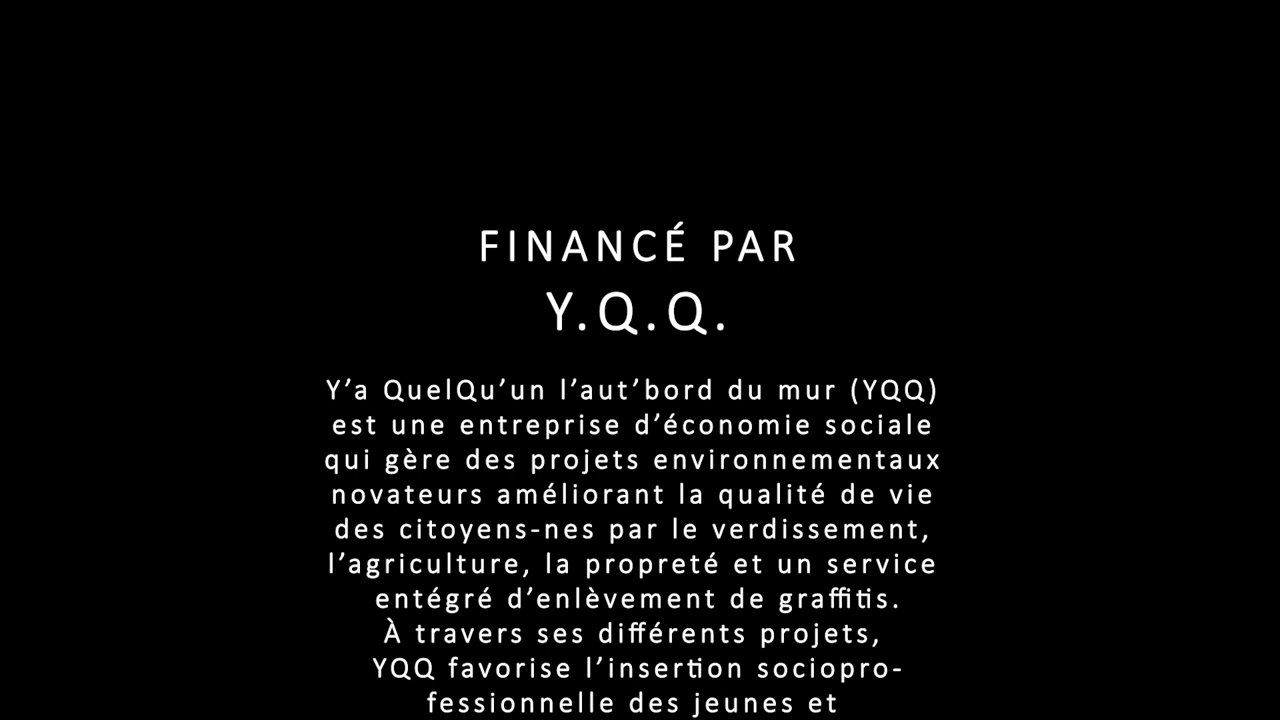 FINANCÉ PAR
Y.Q.Q.
Y’a QuelQu’un l’aut’bord du mur (YQQ)
est une entreprise d’économie sociale
qui gère des projets environnementaux
novateurs améliorant la qualité de vie
des citoyens-nes par le verdissement,
l’agriculture, la propreté et un service
entégré d’enlèvement de graffitis.
À travers ses différents projets,
YQQ favorise l’insertion sociopro-
fessionnelle des jeunes et